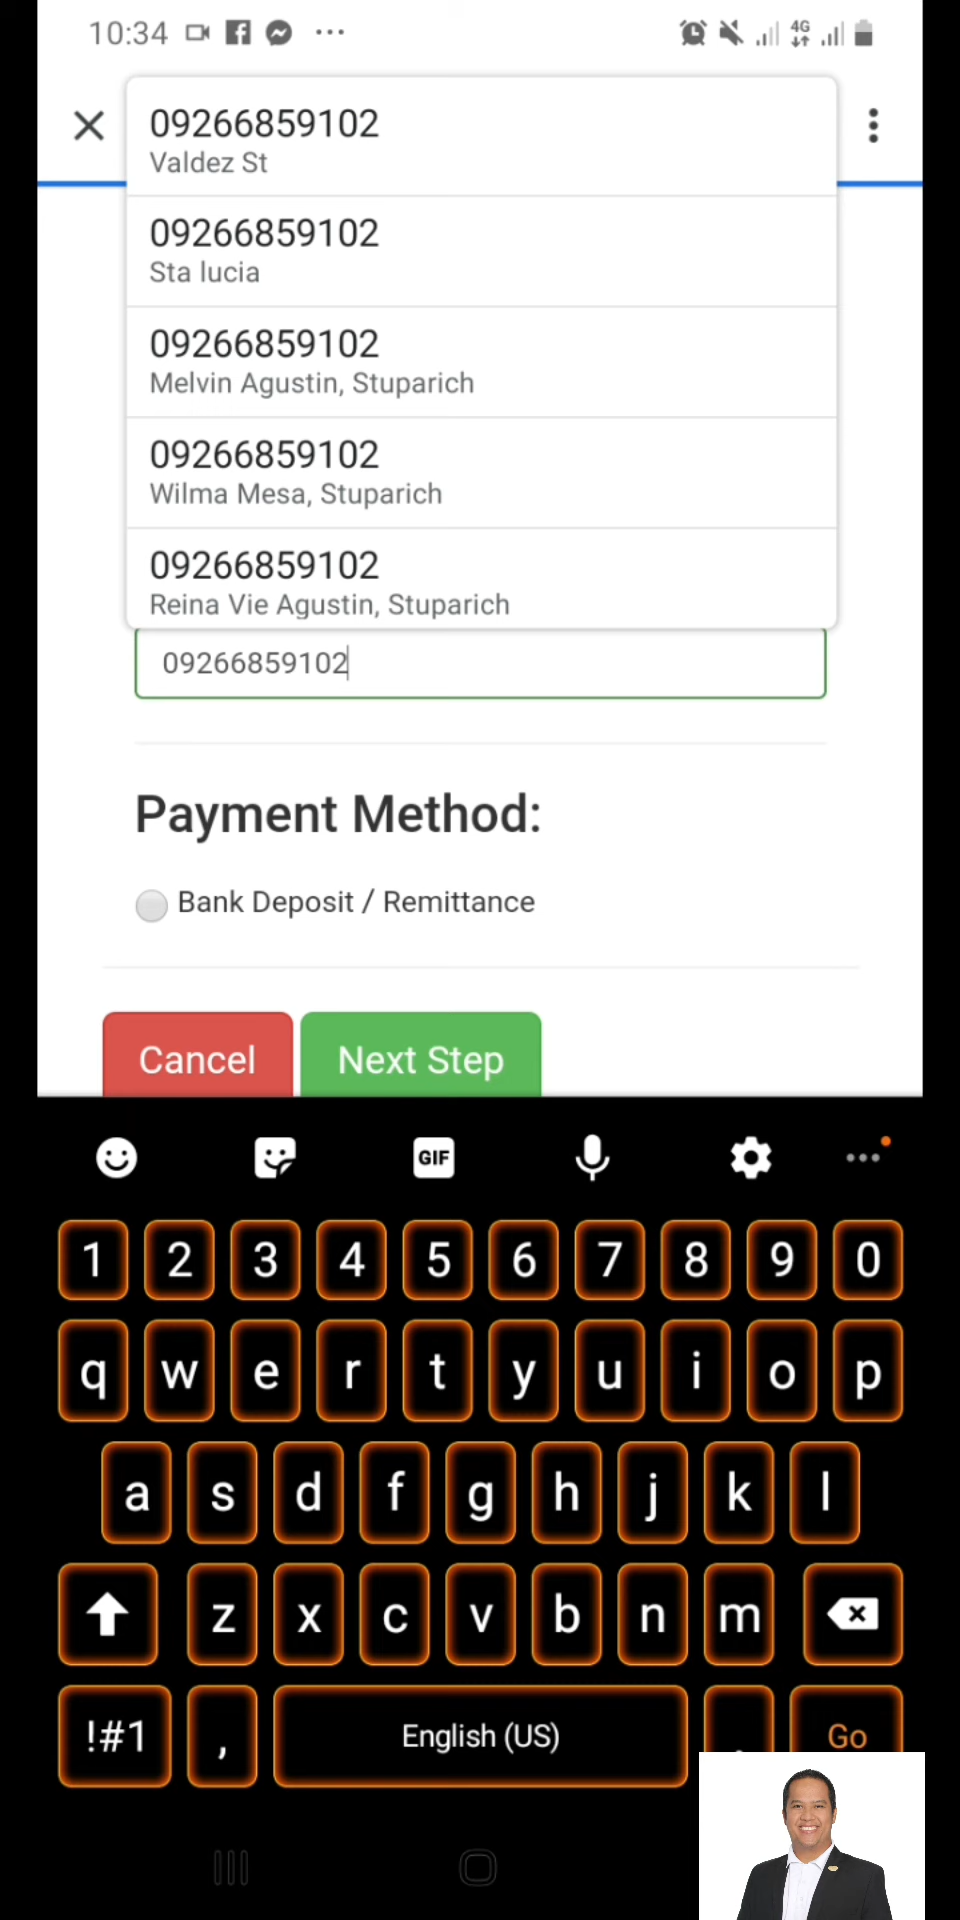 10:34
4G
09266859102
Valdez St
09266859102
Sta lucia
09266859102
Melvin Agustin, Stuparich
09266859102
Wilma Mesa, Stuparich
09266859102
Reina Vie Agustin, Stuparich
09266859102
Payment Method:
Bank Deposit / Remittance
Cancel Next Step
GIF
1 2 3 4 5 6 7 8 9 0
q w e r t y u i o p
a s d f g h j k l
z x c v b n m
!#1 , English (US) . Go